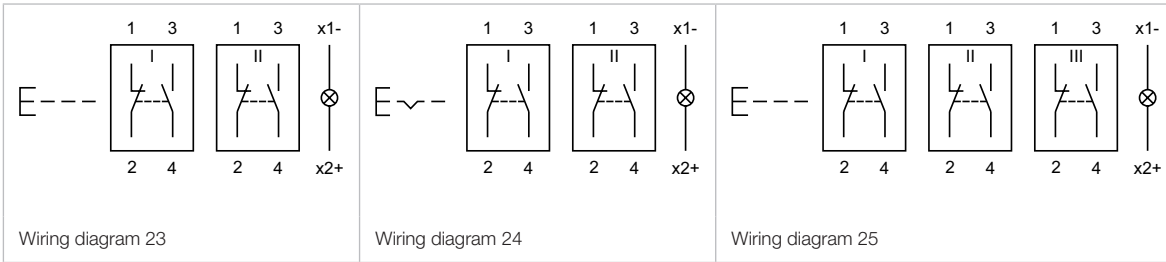 1 3 1 3 x1-
I II
2 4 2 4 x2+
Wiring diagram 23
1 3 1 3 x1-
I II
2 4 2 4 x2+
Wiring diagram 24
1 3 1 3 1 3 x1-
I II III
2 4 2 4 2 4 x2+
Wiring diagram 25